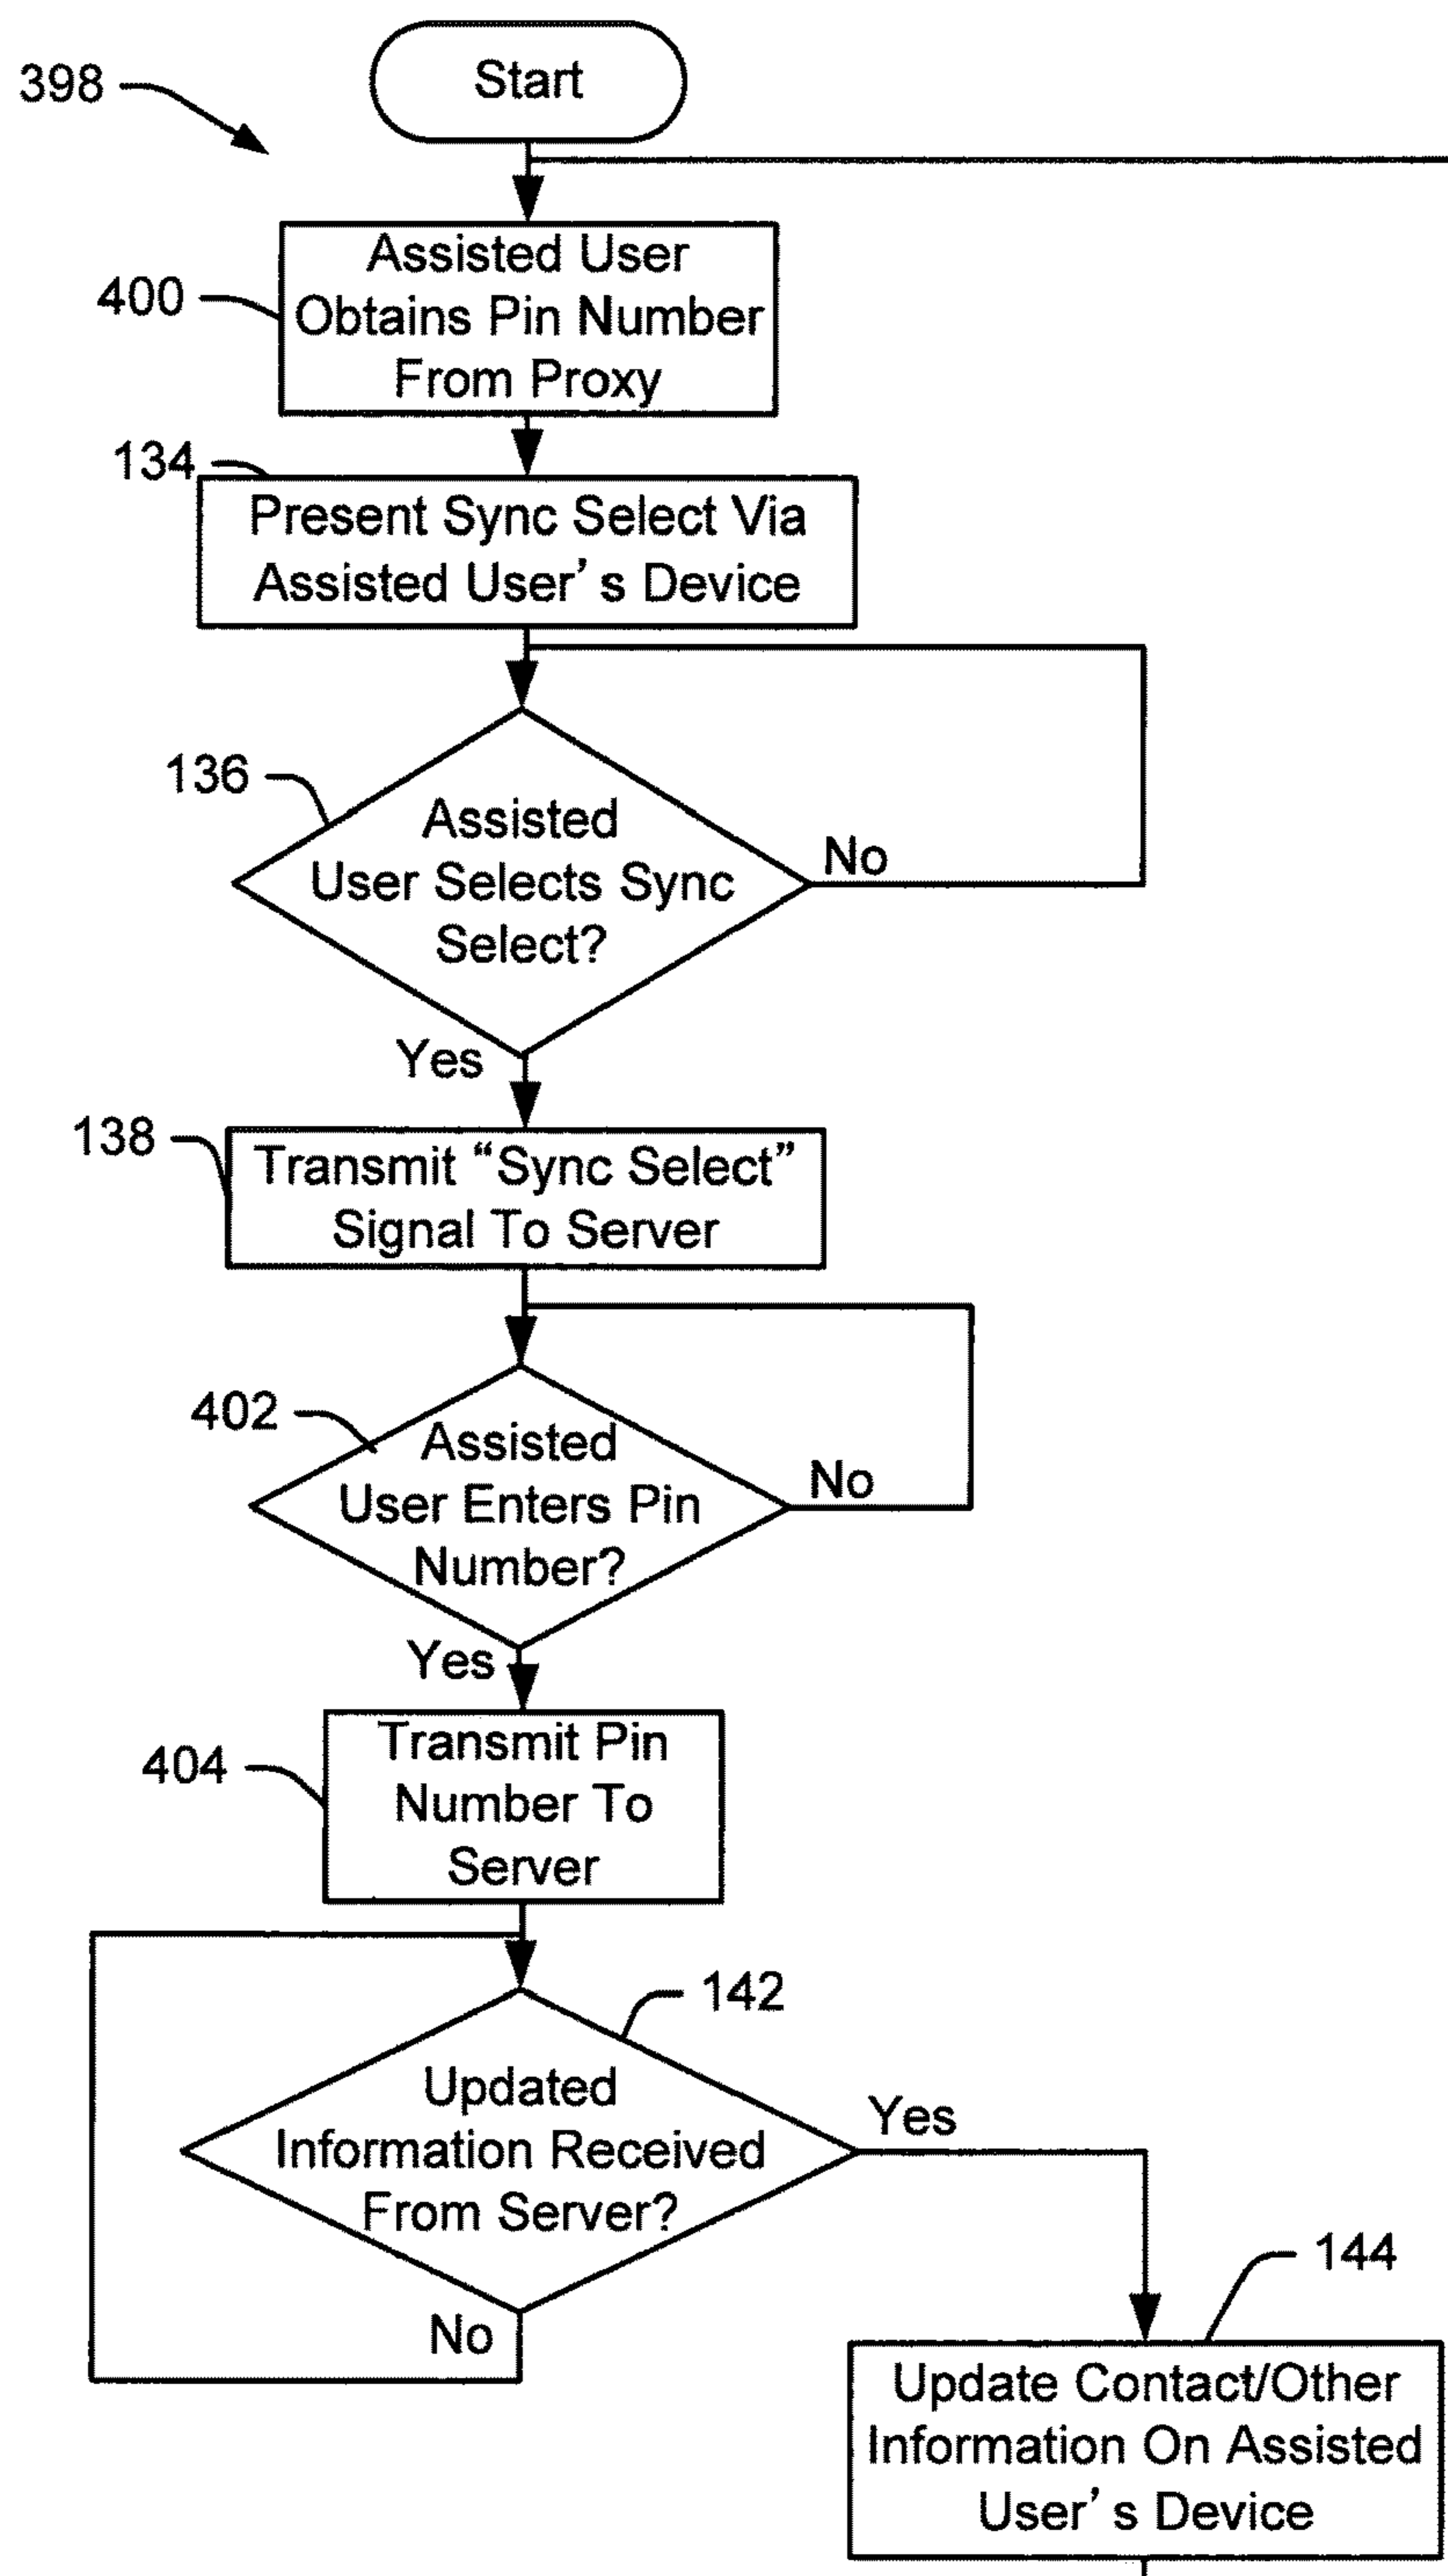 Start
398
Assisted User
Obtains Pin Number
From Proxy
400
134
Present Sync Select Via
Assisted User’s Device
136
Assisted
User Selects Sync
Select?
No
Yes
138
Transmit “Sync Select”
Signal To Server
402
Assisted
User Enters Pin
Number?
No
Yes
404
Transmit Pin
Number To
Server
142
Updated
Information Received
From Server?
Yes
No
144
Update Contact/Other
Information On Assisted
User’s Device